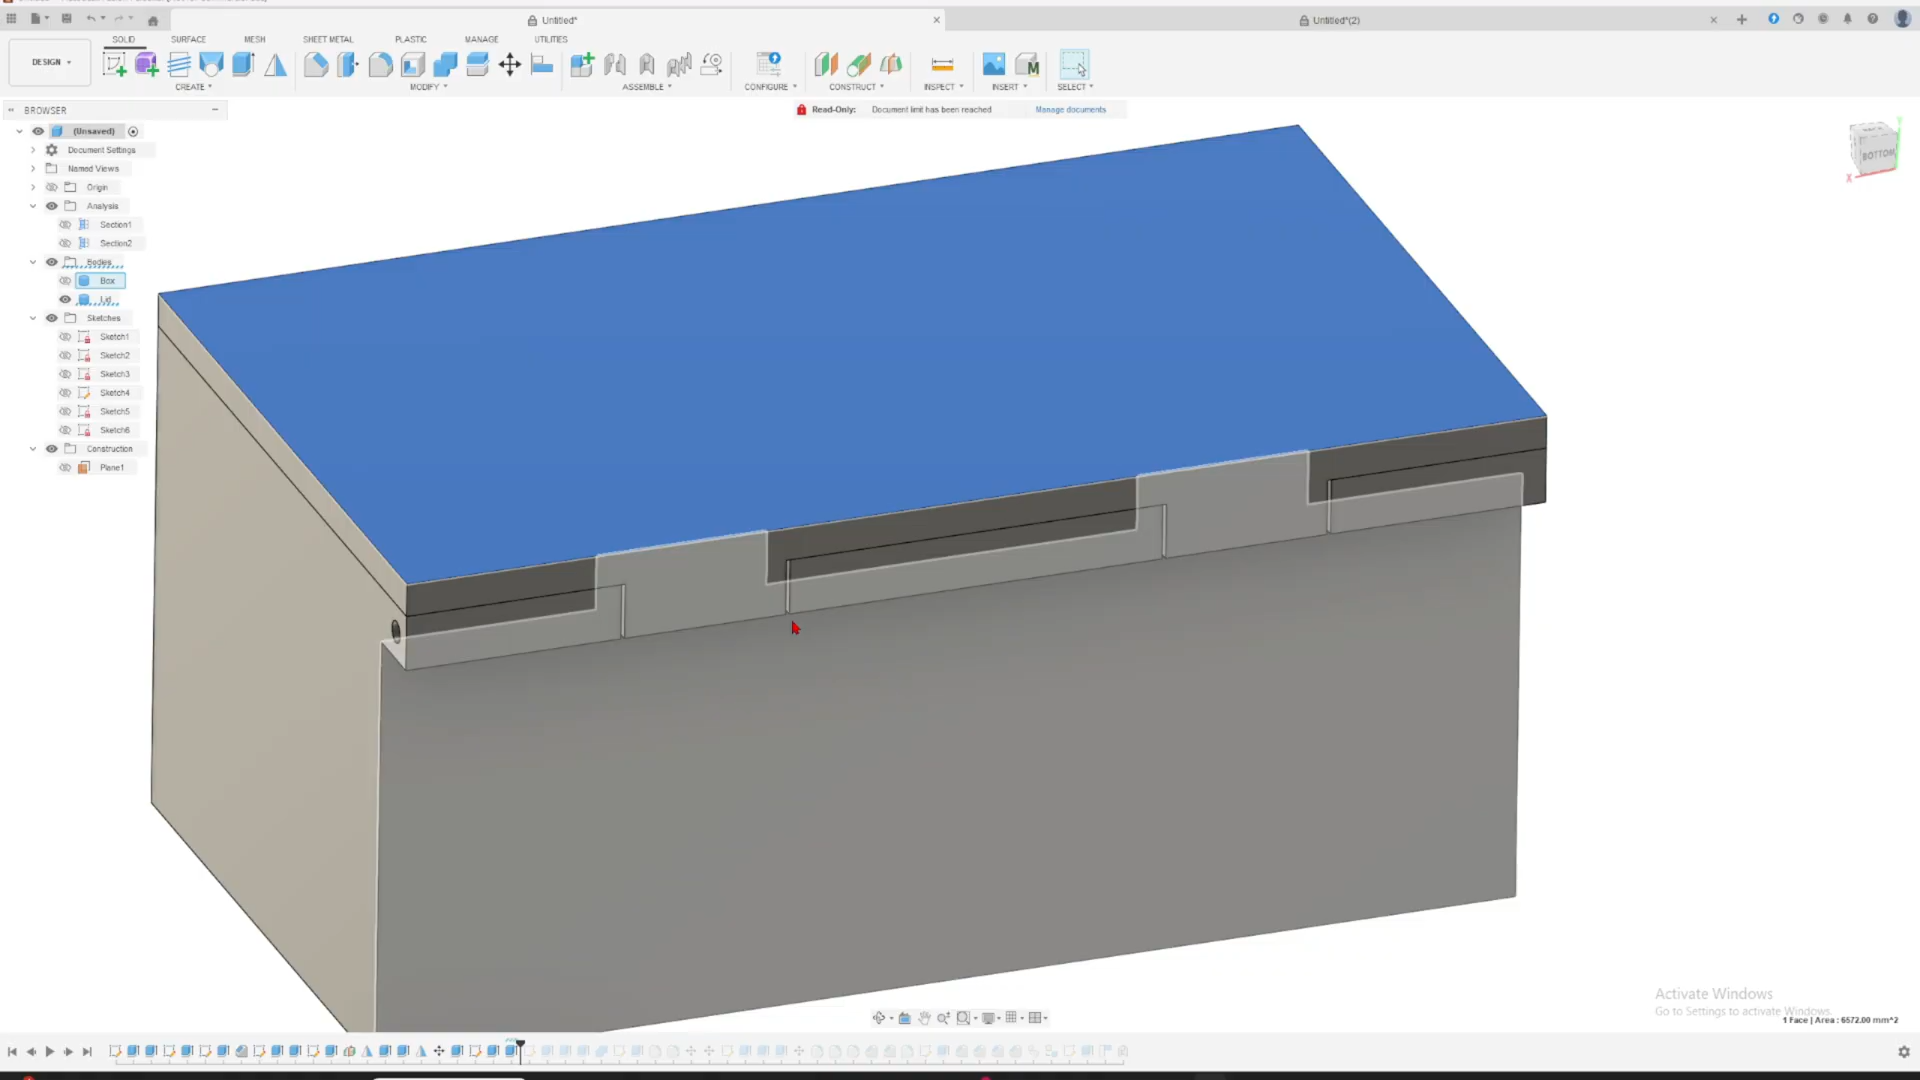 Untitled*
Untitled*(2)
SOLID SURFACE MESH SHEET METAL PLASTIC MANAGE UTILITIES
DESIGN
CREATE MODIFY ASSEMBLE CONFIGURE CONSTRUCT INSPECT INSERT SELECT
BROWSER
Read-Only: Document limit has been reached Manage documents
(Unsaved)
Document Settings
Named Views
Origin
Analysis
Section1
Section2
Bodies
Box
Lid
Sketches
Sketch1
Sketch2
Sketch3
Sketch4
Sketch5
Sketch6
Construction
Plane1
BOTTOM
X
M
Activate Windows
Go to Settings to activate Windows.
1 Face | Area : 6572.00 mm^2